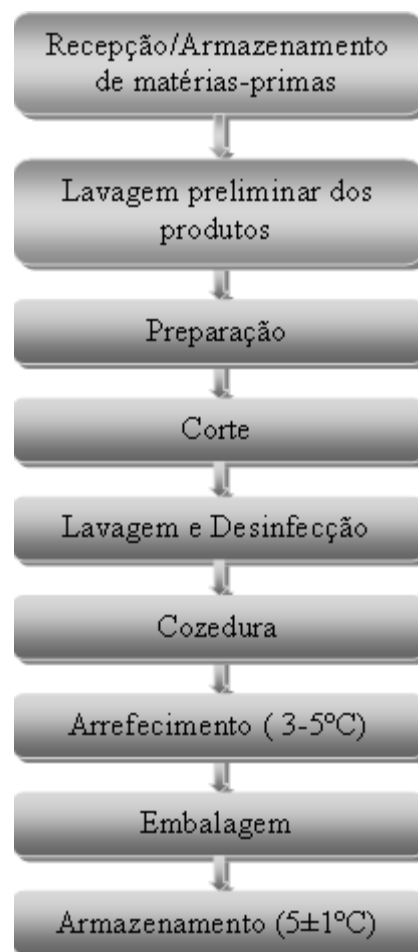 Recepção/Armazenamento
de matérias-primas
Lavagem preliminar dos
produtos
Preparação
Corte
Lavagem e Desinfecção
Cozedura
Arrefecimento ( 3-5ºC)
Embalagem
Armazenamento (5±1ºC)